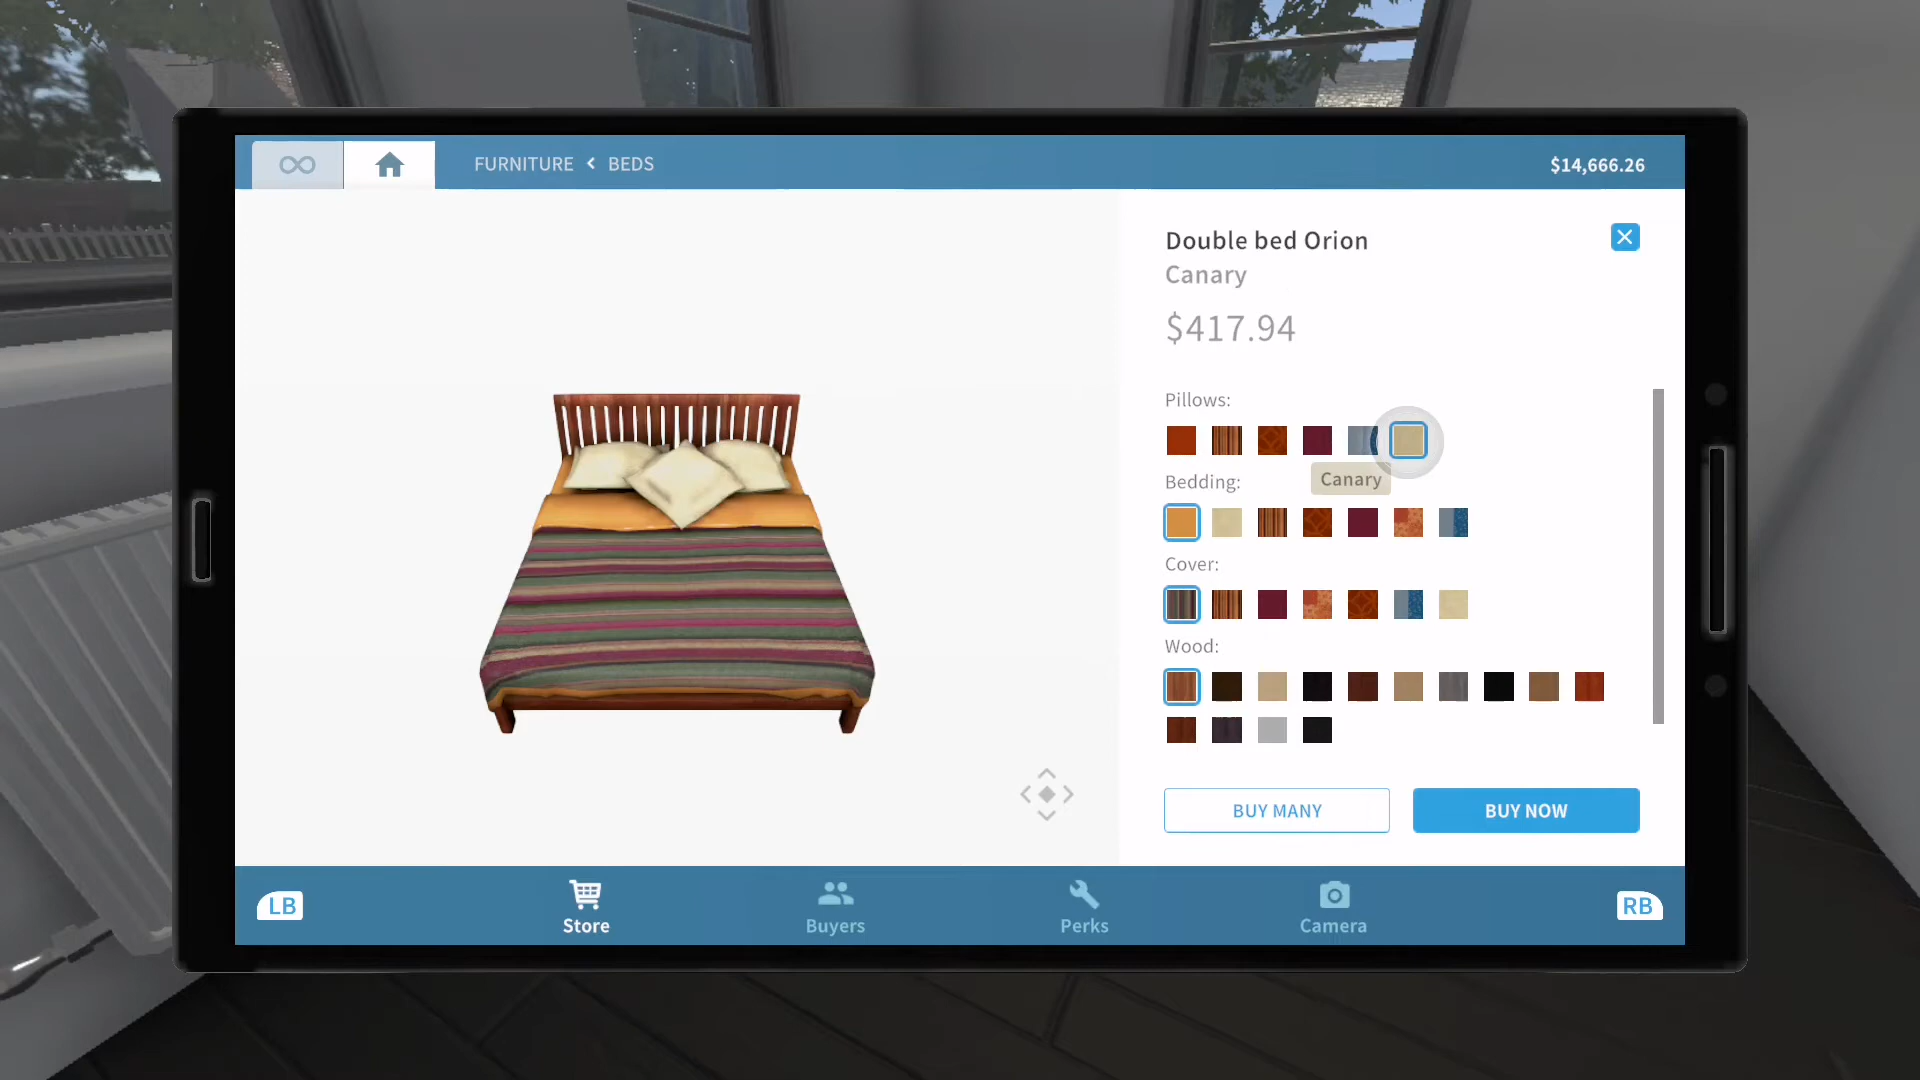 FURNITURE < BEDS
$14,666.26
Double bed Orion
Canary
$417.94
Pillows:
Canary
Bedding:
Cover:
Wood:
BUY MANY
BUY NOW
LB
Store
Buyers
Perks
Camera
RB